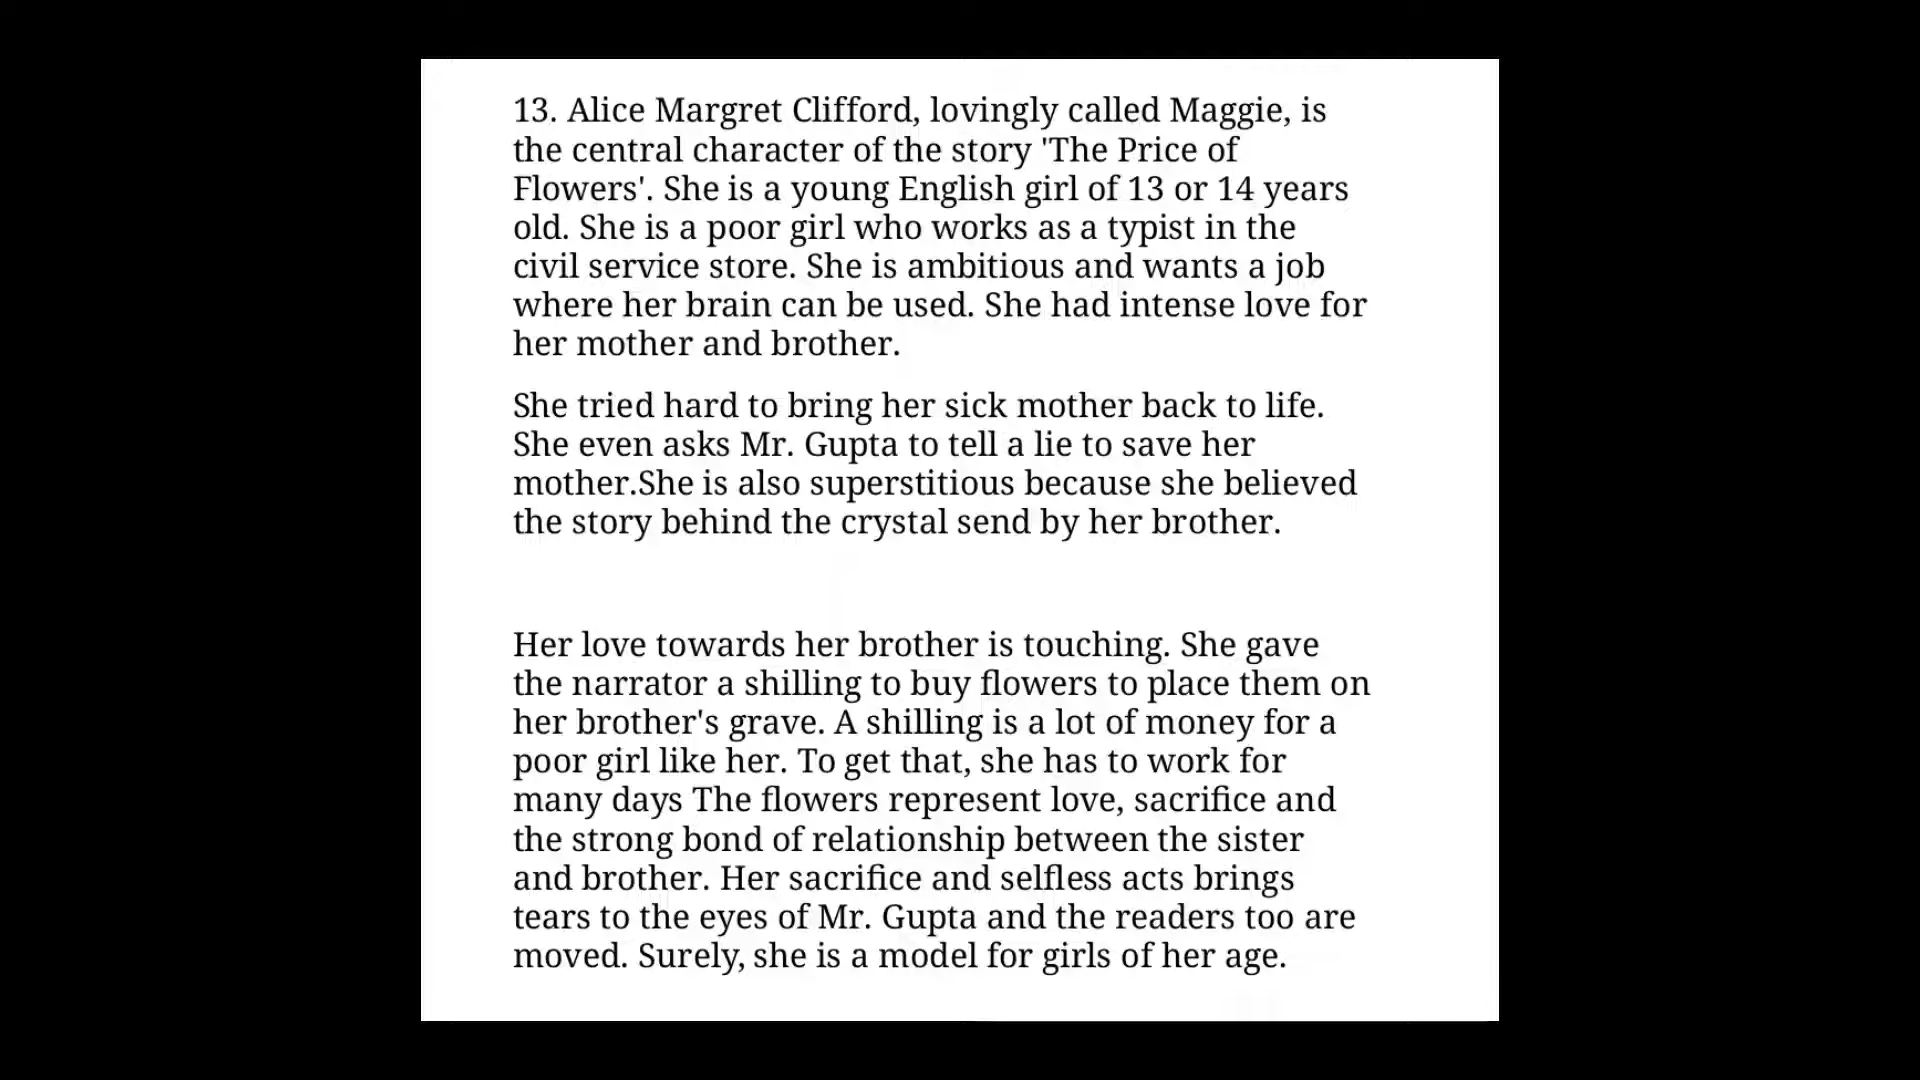 13. Alice Margret Clifford, lovingly called Maggie, is
the central character of the story 'The Price of
Flowers'. She is a young English girl of 13 or 14 years
old. She is a poor girl who works as a typist in the
civil service store. She is ambitious and wants a job
where her brain can be used. She had intense love for
her mother and brother.
She tried hard to bring her sick mother back to life.
She even asks Mr. Gupta to tell a lie to save her
mother.She is also superstitious because she believed
the story behind the crystal send by her brother.
Her love towards her brother is touching. She gave
the narrator a shilling to buy flowers to place them on
her brother's grave. A shilling is a lot of money for a
poor girl like her. To get that, she has to work for
many days The flowers represent love, sacrifice and
the strong bond of relationship between the sister
and brother. Her sacrifice and selfless acts brings
tears to the eyes of Mr. Gupta and the readers too are
moved. Surely, she is a model for girls of her age.